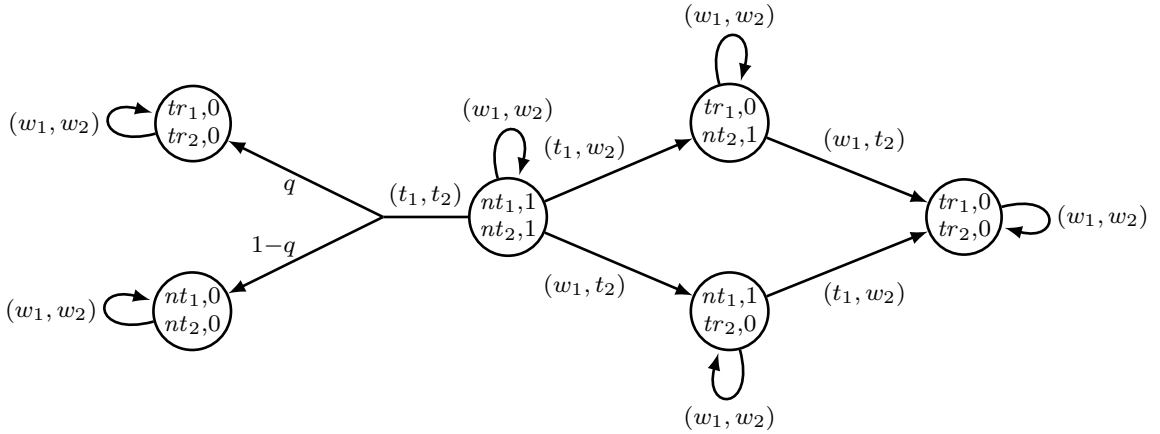 (w₁, w₂)
(w₁, w₂)
tr₁,0
tr₂,0
(w₁, w₂)
tr₁,0
nt₂,1
(t₁, w₂)
(w₁, t₂)
q
(t₁, t₂)
nt₁,1
nt₂,1
tr₁,0
tr₂,0
(w₁, w₂)
1−q
(w₁, t₂)
(t₁, w₂)
(w₁, w₂)
nt₁,0
nt₂,0
nt₁,1
tr₂,0
(w₁, w₂)